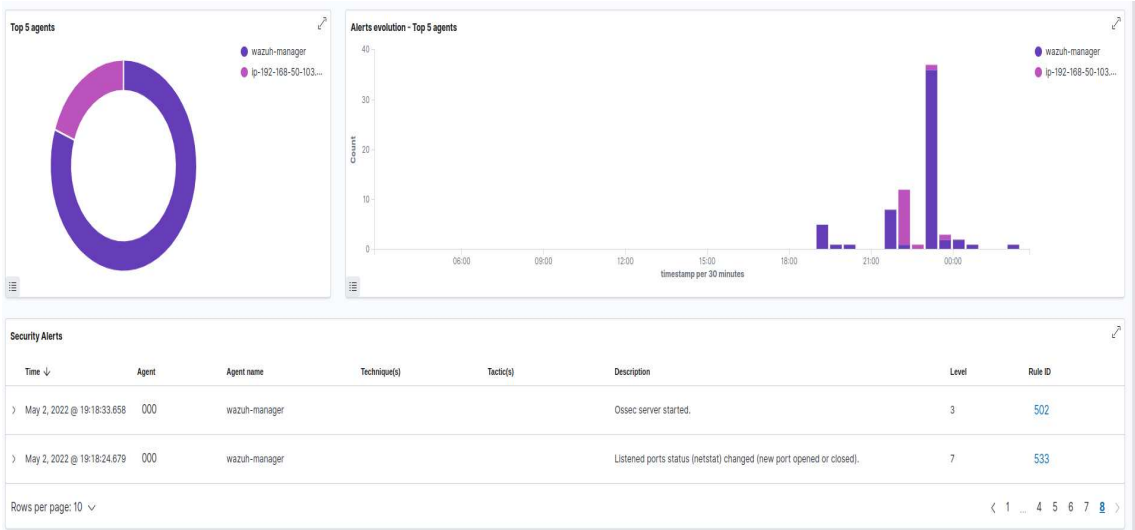 Top 5 agents
wazuh-manager
ip-192-168-50-103....
Alerts evolution - Top 5 agents
40
30
20
10
0
Count
06:00 09:00 12:00 15:00 18:00 21:00 00:00
timestamp per 30 minutes
wazuh-manager
ip-192-168-50-103....
Security Alerts
Time Agent Agent name Technique(s) Tactic(s) Description Level Rule ID
May 2, 2022 @ 19:18:33.658 000 wazuh-manager Ossec server started. 3 502
May 2, 2022 @ 19:18:24.679 000 wazuh-manager Listened ports status (netstat) changed (new port opened or closed). 7 533
Rows per page: 10 < 1 ... 4 5 6 7 8 >